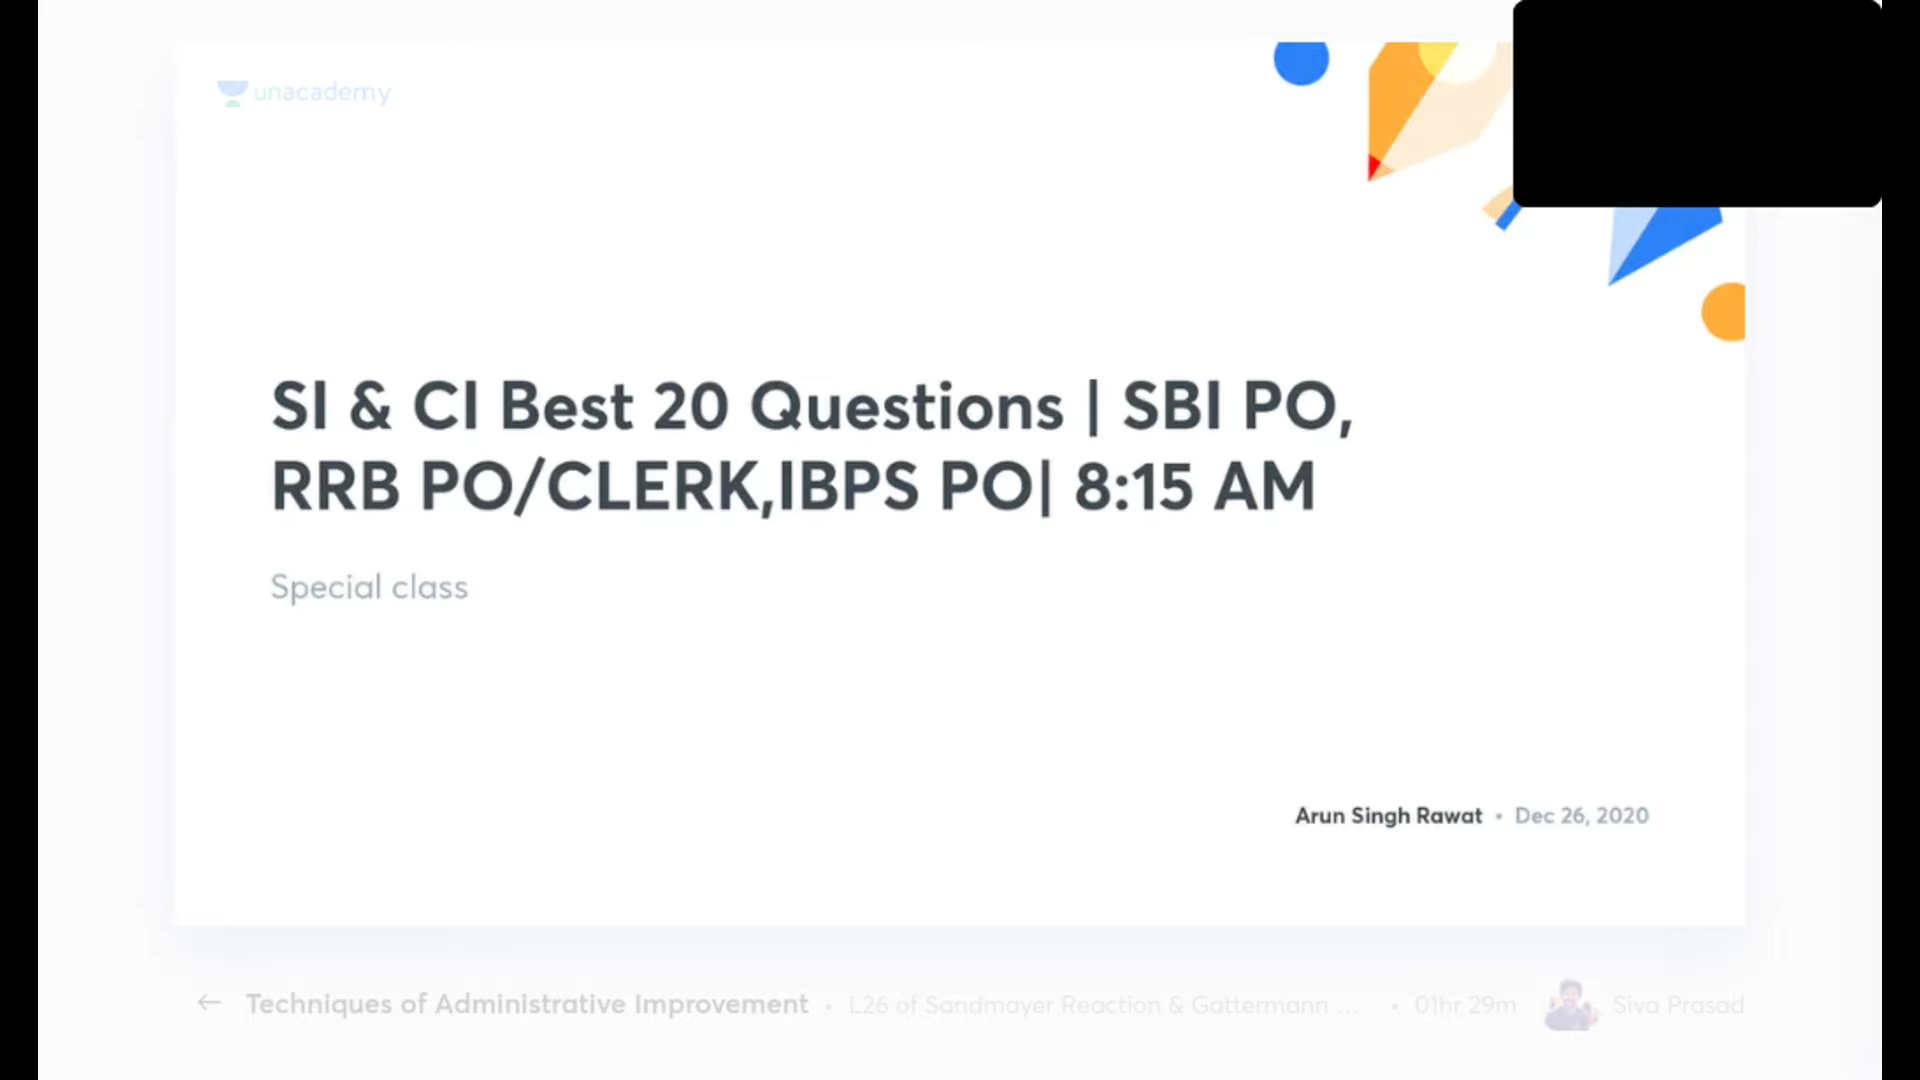 unacademy
SI & CI Best 20 Questions | SBI PO,
RRB PO/CLERK,IBPS PO| 8:15 AM
Special class
Arun Singh Rawat • Dec 26, 2020
← Techniques of Administrative Improvement • L26 of Sandmayer Reaction & Gattermann ... • 01hr 29m Siva Prasad